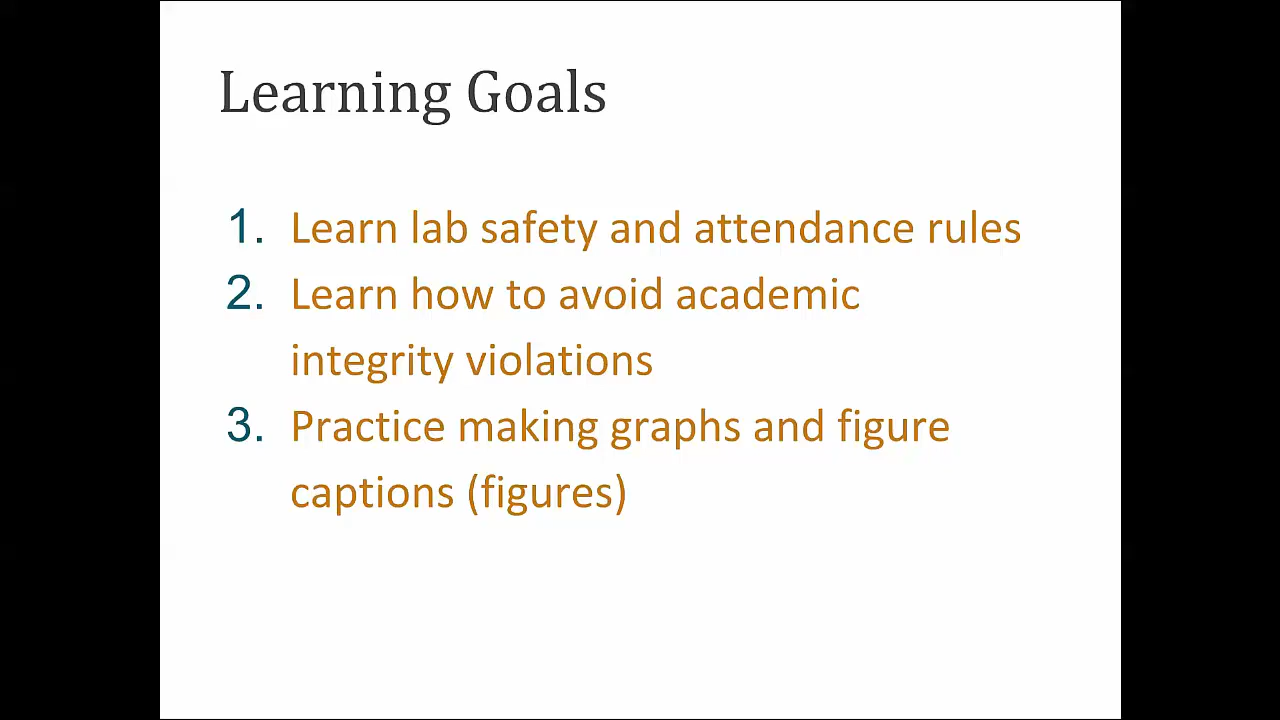 Learning Goals
1. Learn lab safety and attendance rules
2. Learn how to avoid academic
integrity violations
3. Practice making graphs and figure
captions (figures)